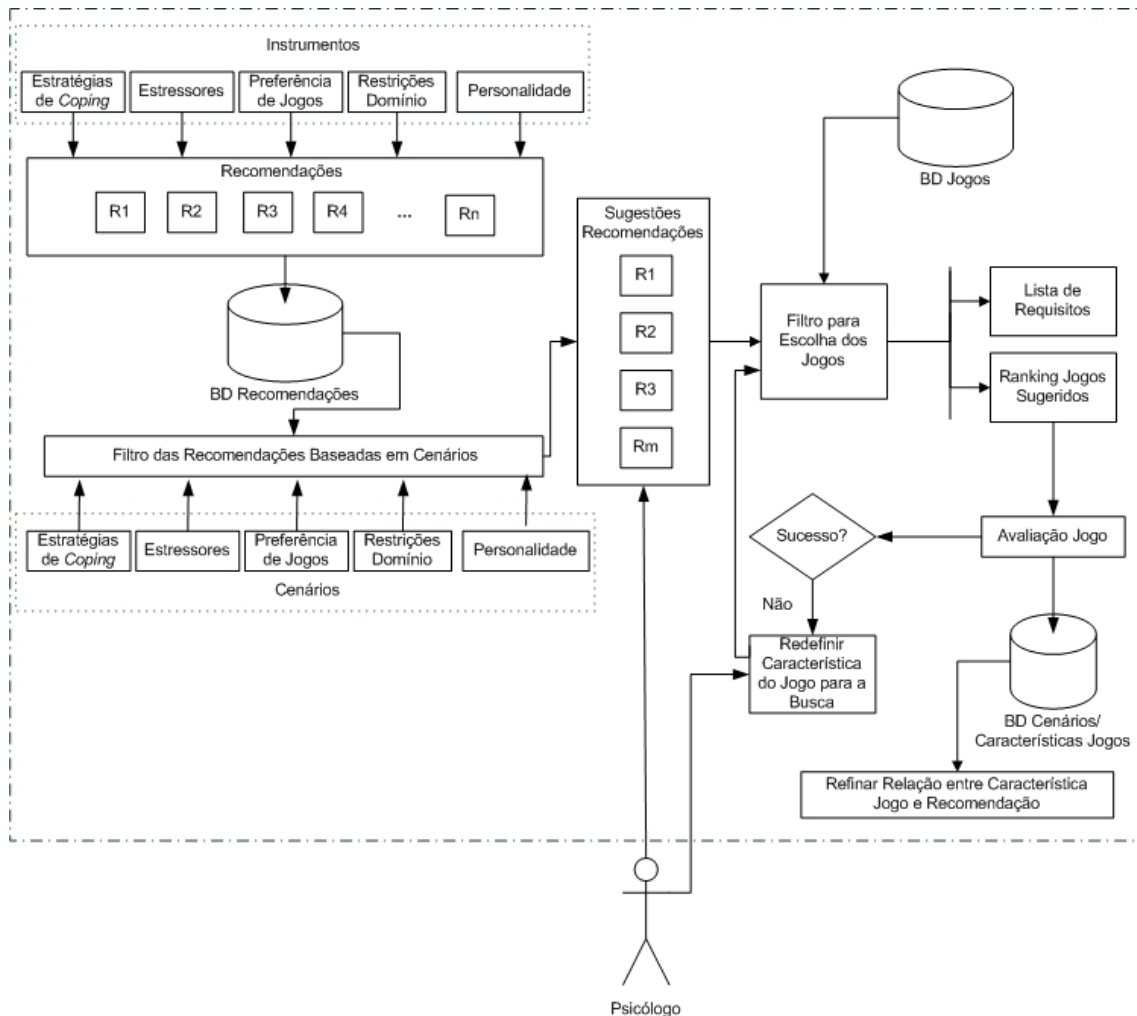 Instrumentos
Estratégias
de Coping
Estressores
Preferência
de Jogos
Restrições
Domínio
Personalidade
Recomendações
R1
R2
R3
R4
...
Rn
BD Recomendações
Filtro das Recomendações Baseadas em Cenários
Estratégias
de Coping
Estressores
Preferência
de Jogos
Restrições
Domínio
Personalidade
Cenários
Sugestões
Recomendações
R1
R2
R3
Rm
BD Jogos
Filtro para
Escolha dos
Jogos
Lista de
Requisitos
Ranking Jogos
Sugeridos
Avaliação Jogo
Sucesso?
Não
Redefinir
Característica
do Jogo para a
Busca
BD Cenários/
Características Jogos
Refinar Relação entre Característica
Jogo e Recomendação
Psicólogo